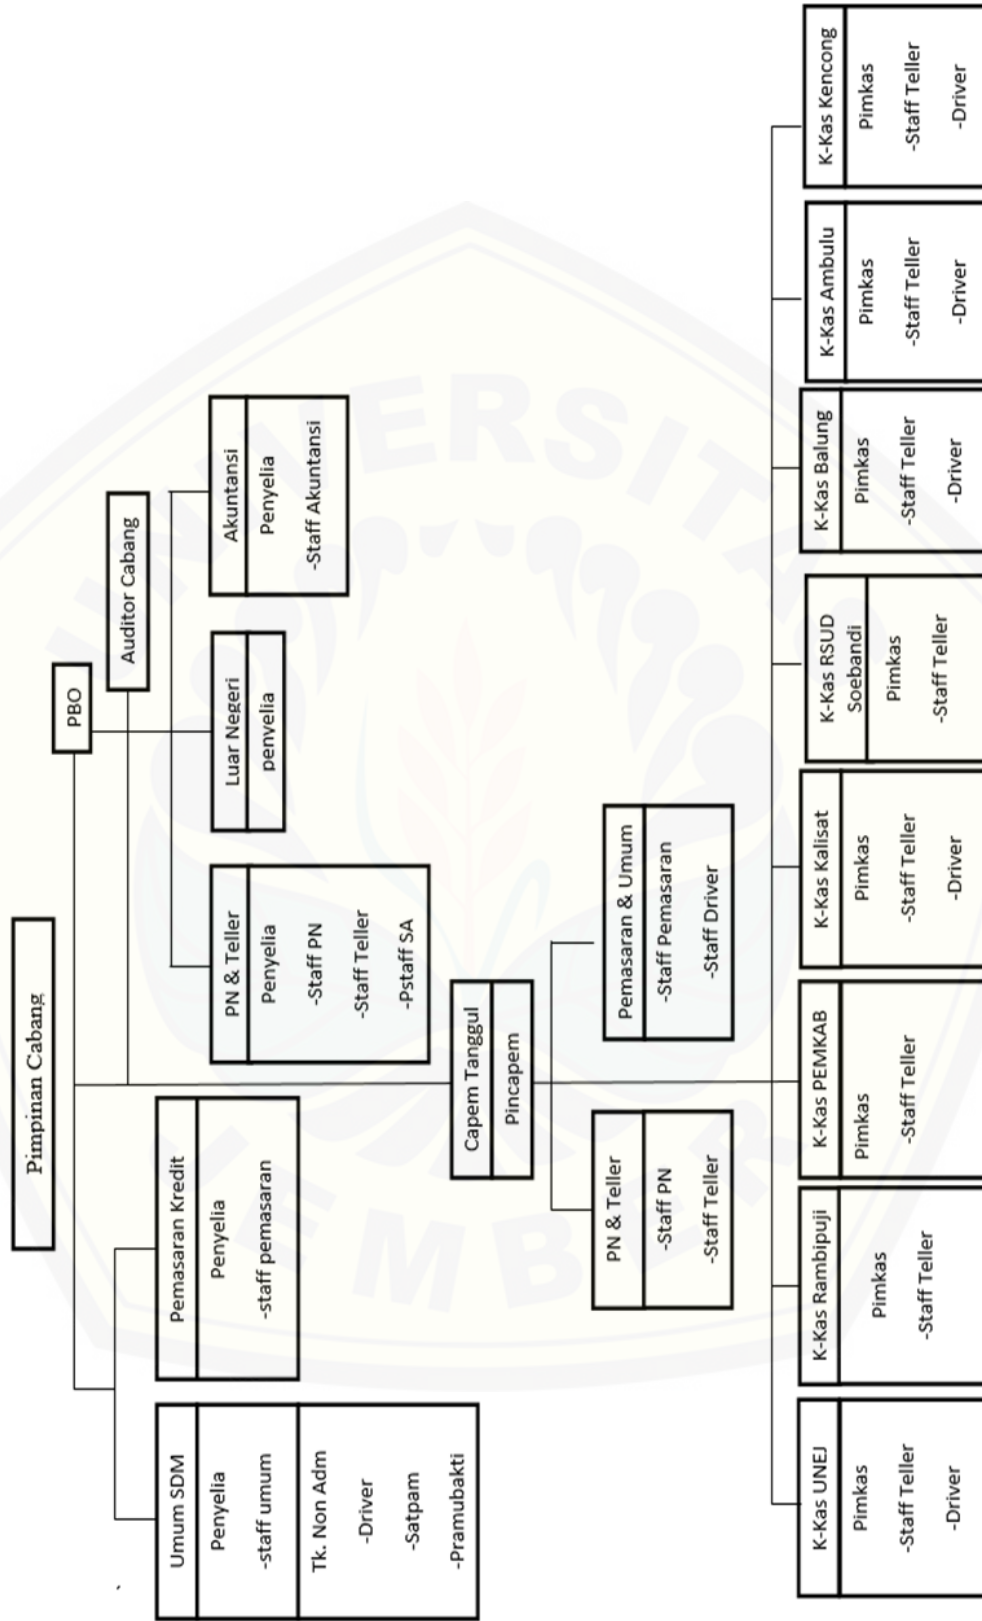 Pimpinan Cabang
PBO
Auditor Cabang
Umum SDM
Penyelia
-staff umum
Tk. Non Adm
-Driver
-Satpam
-Pramubakti
Pemasaran Kredit
Penyelia
-staff pemasaran
PN & Teller
Penyelia
-Staff PN
-Staff Teller
-Pstaff SA
Luar Negeri
penyelia
Akuntansi
Penyelia
-Staff Akuntansi
Capem Tanggul
Pincapem
PN & Teller
-Staff PN
-Staff Teller
Pemasaran & Umum
-Staff Pemasaran
-Staff Driver
K-Kas UNEJ
Pimkas
-Staff Teller
-Driver
K-Kas Rambipuji
Pimkas
-Staff Teller
K-Kas PEMKAB
Pimkas
-Staff Teller
K-Kas Kalisat
Pimkas
-Staff Teller
-Driver
K-Kas RSUD
Soebandi
Pimkas
-Staff Teller
K-Kas Balung
Pimkas
-Staff Teller
-Driver
K-Kas Ambulu
Pimkas
-Staff Teller
-Driver
K-Kas Kencong
Pimkas
-Staff Teller
-Driver
UNIVERSITAS
JEMBER